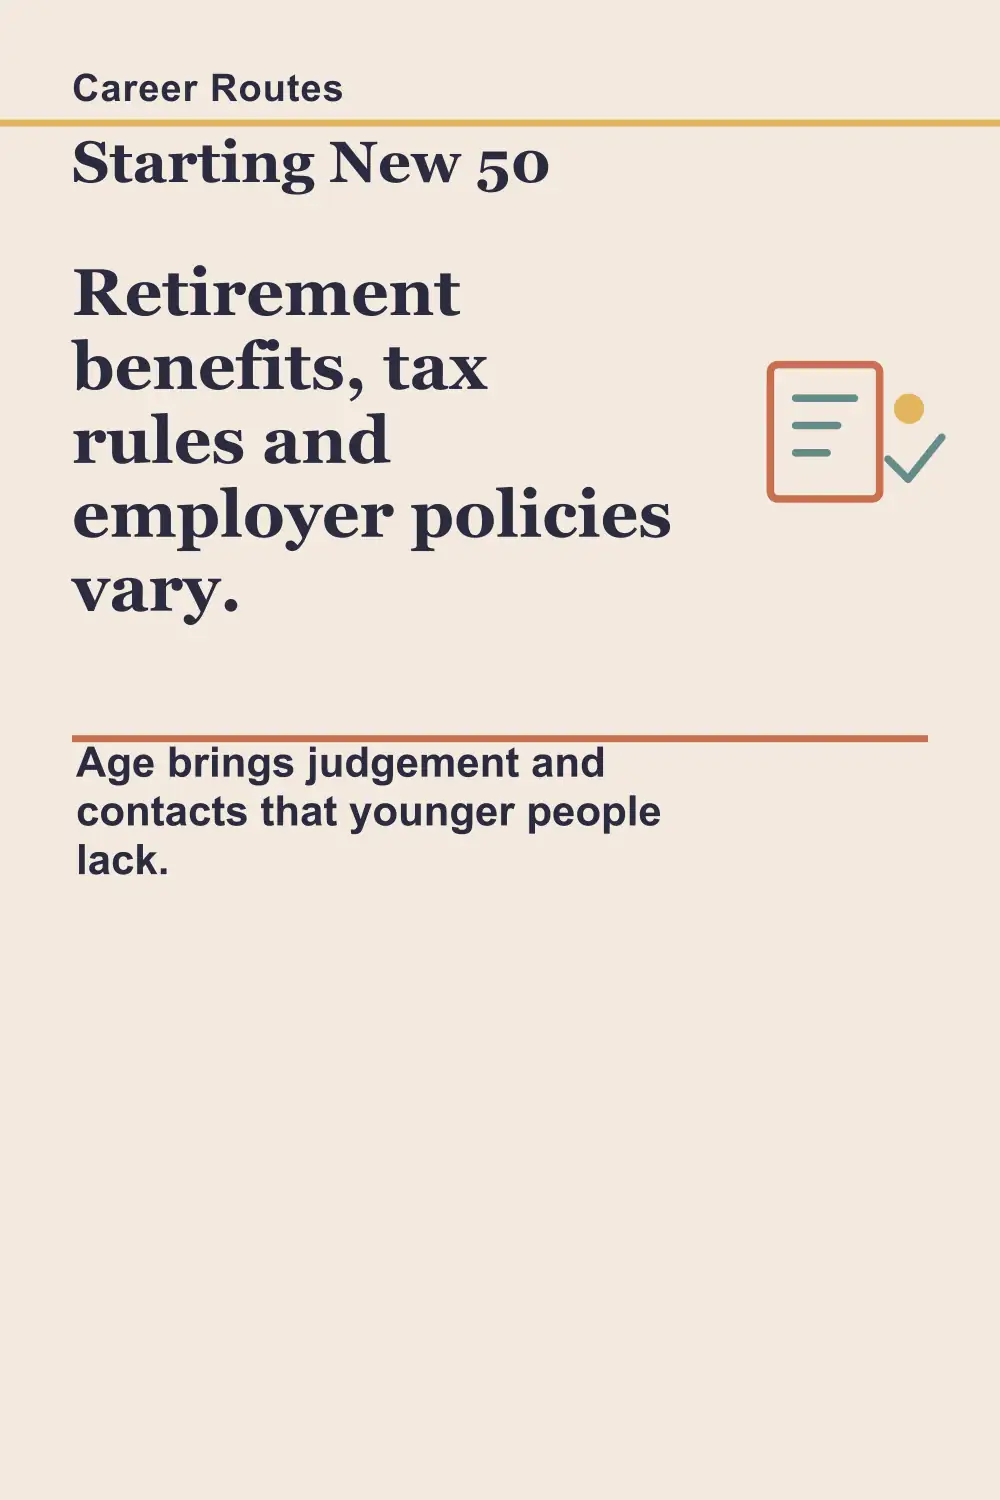 Career Routes
Starting New 50
Retirement
benefits, tax
rules and
employer policies
vary.
Age brings judgement and
contacts that younger people
lack.